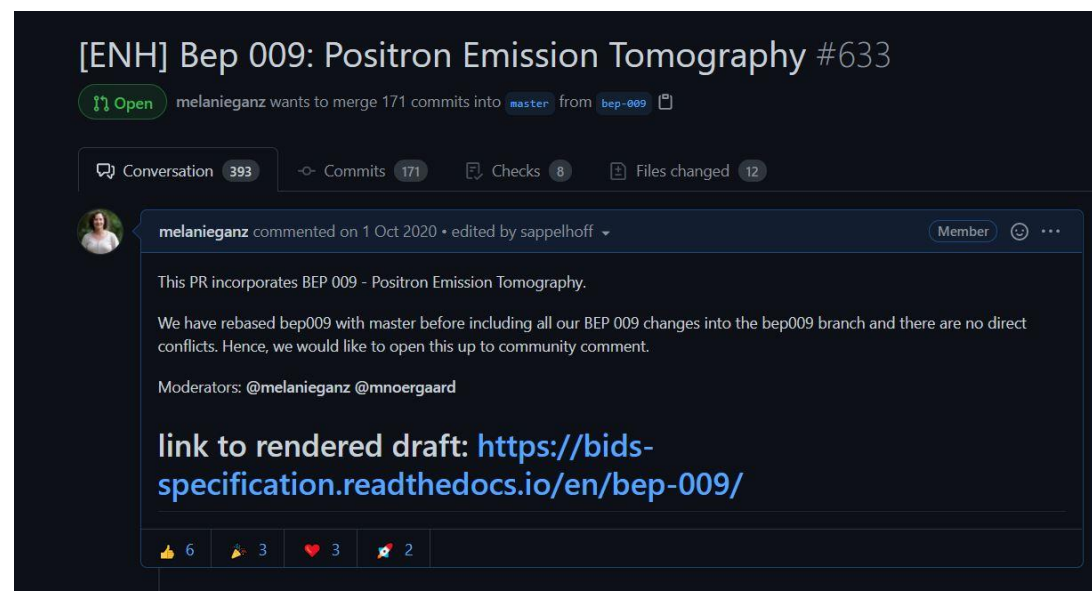 [ENH] Bep 009: Positron Emission Tomography #633
Open melanieganz wants to merge 171 commits into master from bep-009
Conversation 393 Commits 171 Checks 8 Files changed 12
melanieganz commented on 1 Oct 2020 • edited by sappelhoff Member
This PR incorporates BEP 009 - Positron Emission Tomography.
We have rebased bep009 with master before including all our BEP 009 changes into the bep009 branch and there are no direct
conflicts. Hence, we would like to open this up to community comment.
Moderators: @melanieganz @mnoergaard
link to rendered draft: https://bids-
specification.readthedocs.io/en/bep-009/
6 3 3 2